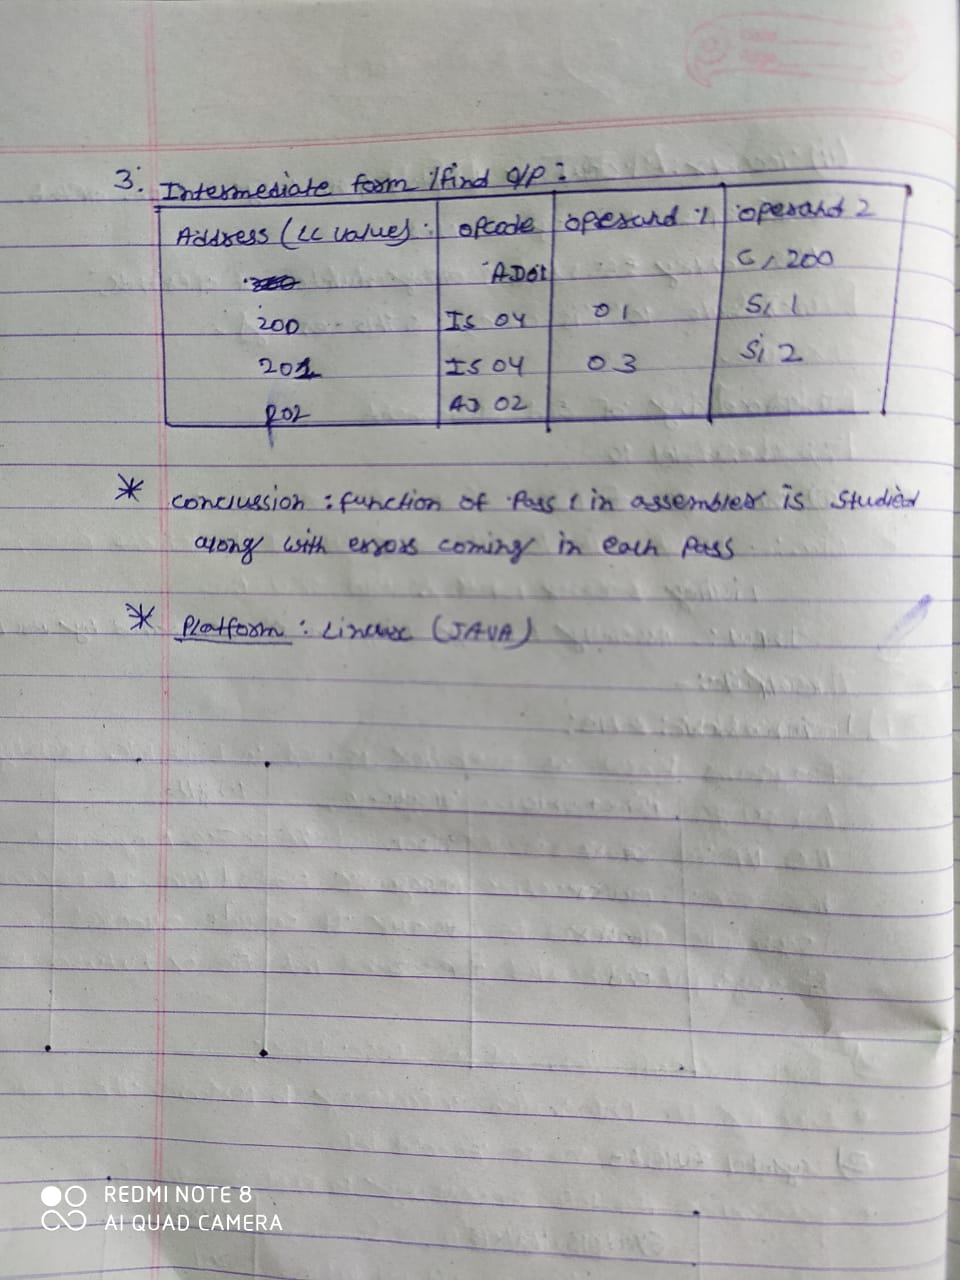 3. Intermediate form / find O/P :
Address (LC values) : opcode operand 1 operand 2
AD01 C, 200
200 IS 04 01 S, 1
201 IS 04 03 S, 2
202 AD 02
* Conclussion : function of Pass 1 in assembler is studied
along with errors coming in each Pass
* Platform : Linux (JAVA)
REDMI NOTE 8
AI QUAD CAMERA